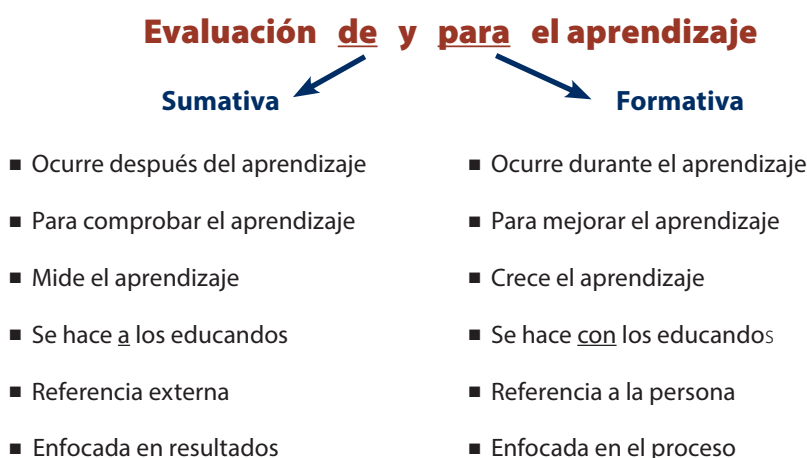 Evaluación de y para el aprendizaje
Sumativa
■ Ocurre después del aprendizaje
■ Para comprobar el aprendizaje
■ Mide el aprendizaje
■ Se hace a los educandos
■ Referencia externa
■ Enfocada en resultados
Formativa
■ Ocurre durante el aprendizaje
■ Para mejorar el aprendizaje
■ Crece el aprendizaje
■ Se hace con los educandos
■ Referencia a la persona
■ Enfocada en el proceso